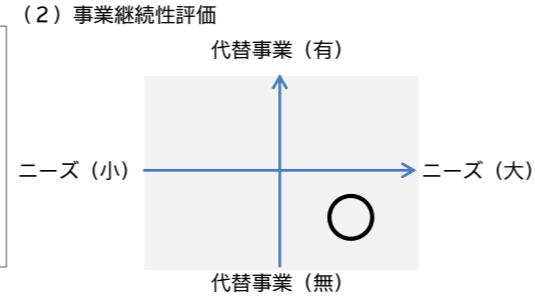 （２）事業継続性評価
代替事業（有）
ニーズ（小）
ニーズ（大）
代替事業（無）